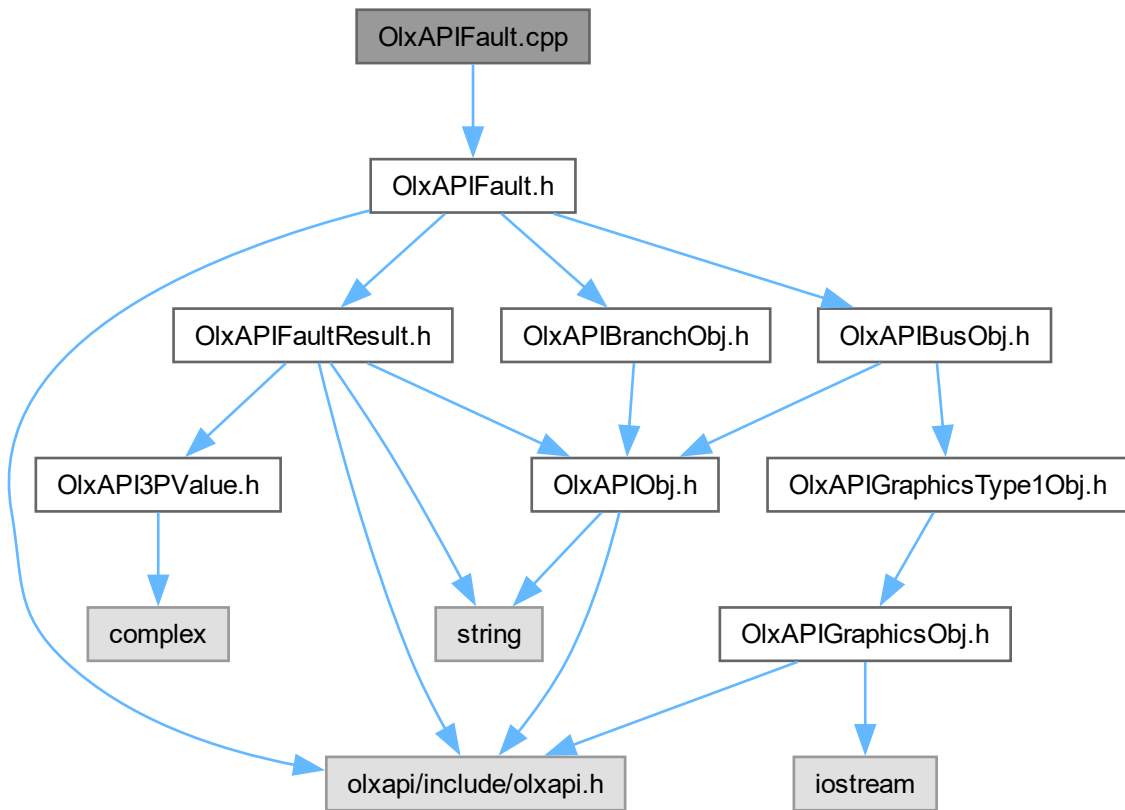 OlxAPIFault.cpp
OlxAPIFault.h
OlxAPIFaultResult.h
OlxAPIBranchObj.h
OlxAPIBusObj.h
OlxAPI3PValue.h
OlxAPIObj.h
OlxAPIGraphicsType1Obj.h
complex
string
OlxAPIGraphicsObj.h
olxapi/include/olxapi.h
iostream